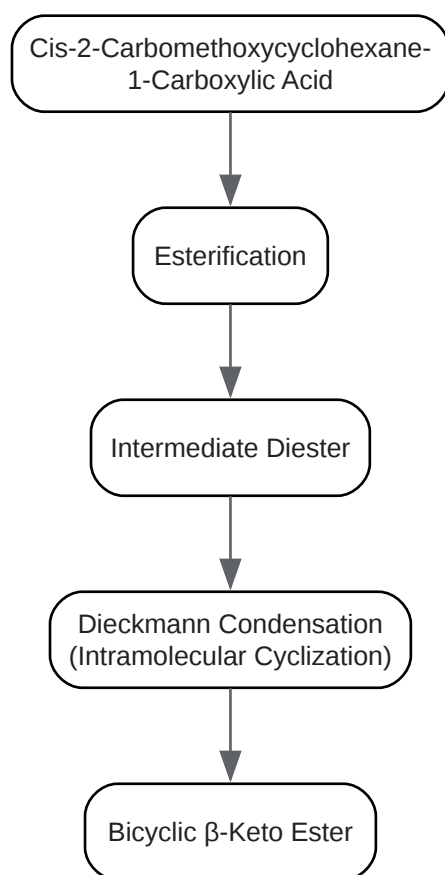 Cis-2-Carbomethoxycyclohexane-
1-Carboxylic Acid
Esterification
Intermediate Diester
Dieckmann Condensation
(Intramolecular Cyclization)
Bicyclic β-Keto Ester